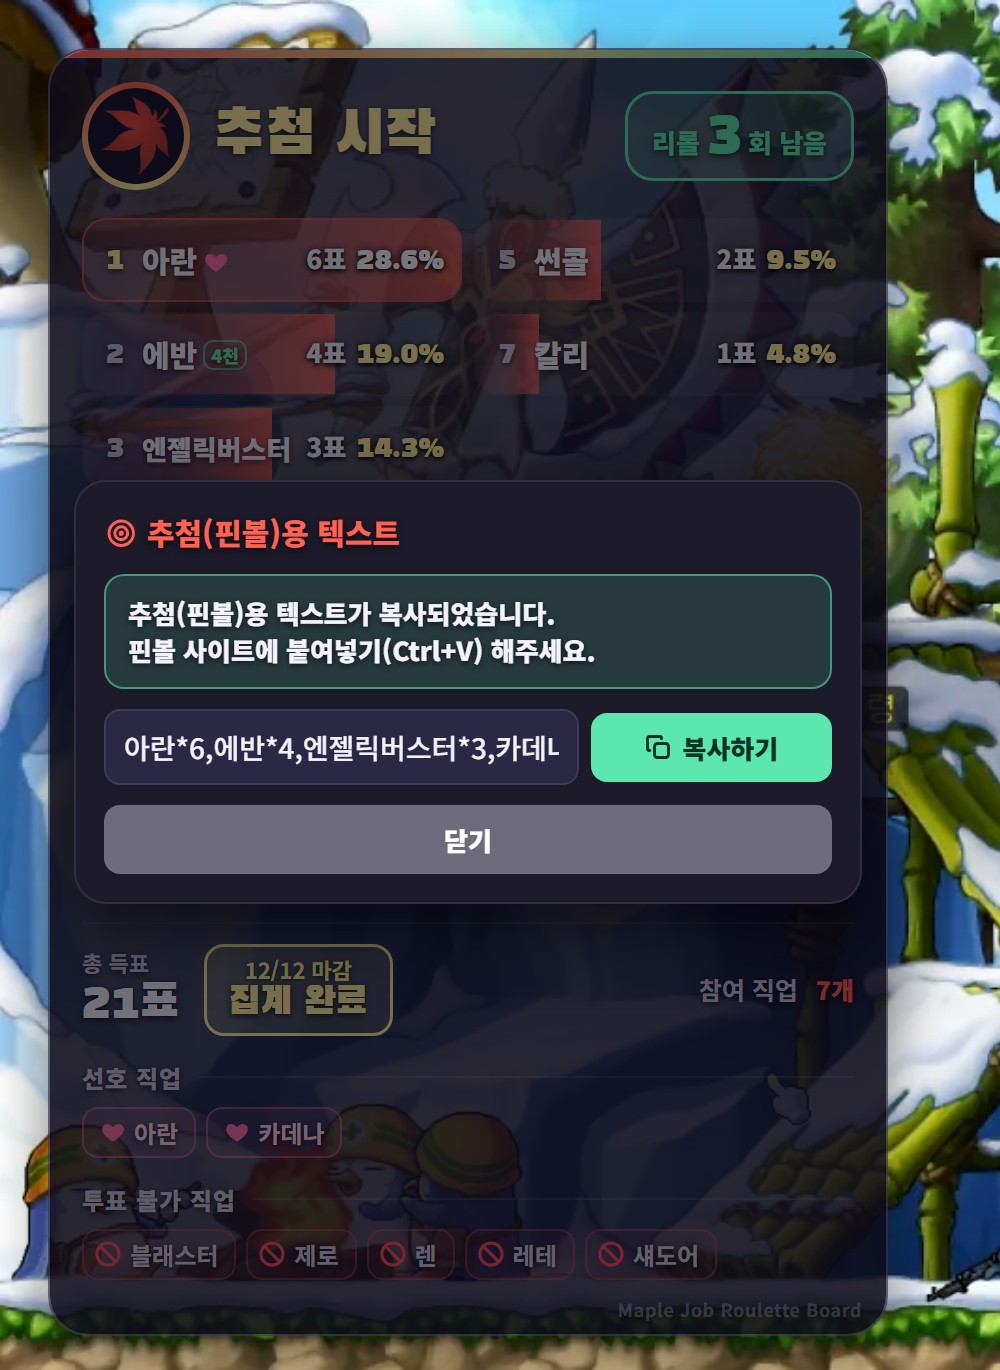 추첨 시작
리롤 3 회 남음
1 아란 6표 28.6%
5 썬콜 2표 9.5%
2 에반 4천 4표 19.0%
7 칼리 1표 4.8%
3 엔젤릭버스터 3표 14.3%
추첨(핀볼)용 텍스트
추첨(핀볼)용 텍스트가 복사되었습니다.
핀볼 사이트에 붙여넣기(Ctrl+V) 해주세요.
아란*6,에반*4,엔젤릭버스터*3,카데나
복사하기
령
닫기
총 득표
21표
12/12 마감
집계 완료
참여 직업 7개
선호 직업
아란 카데나
투표 불가 직업
블래스터 제로 렌 레테 섀도어
Maple Job Roulette Board